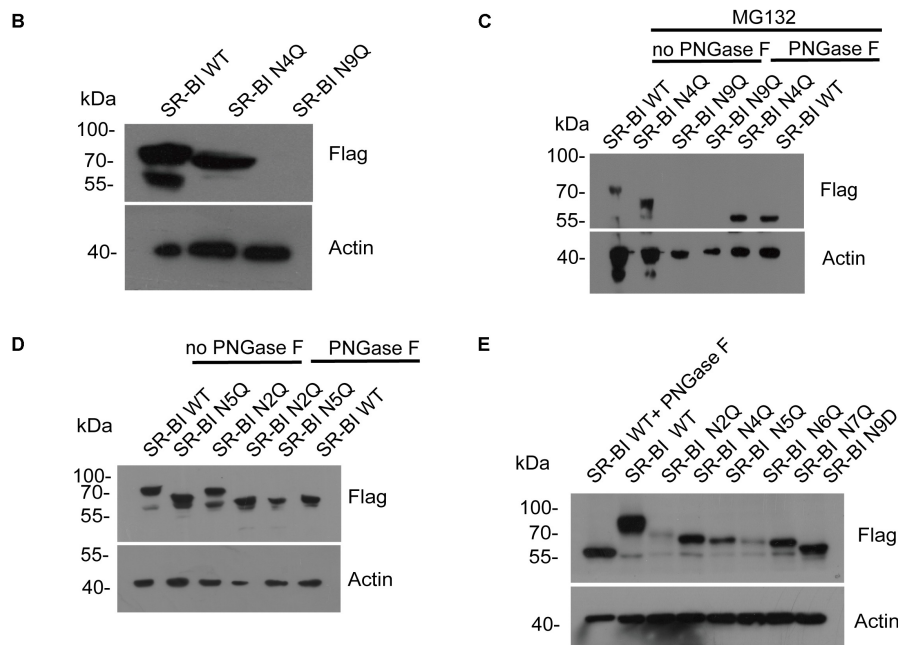 B
SR-BI WT
SR-BI N4Q
SR-BI N9Q
kDa
100-
70-
55-
Flag
40-
Actin
C
MG132
no PNGase F
PNGase F
SR-BI WT
SR-BI N4Q
SR-BI N9Q
SR-BI N9Q
SR-BI N4Q
SR-BI WT
kDa
100-
70-
55-
Flag
40-
Actin
D
no PNGase F
PNGase F
SR-BI WT
SR-BI N5Q
SR-BI N2Q
SR-BI N2Q
SR-BI N5Q
SR-BI WT
kDa
100-
70-
55-
Flag
55-
40-
Actin
E
SR-BI WT+ PNGase F
SR-BI WT
SR-BI N2Q
SR-BI N4Q
SR-BI N5Q
SR-BI N6Q
SR-BI N7Q
SR-BI N9D
kDa
100-
70-
55-
Flag
40-
Actin